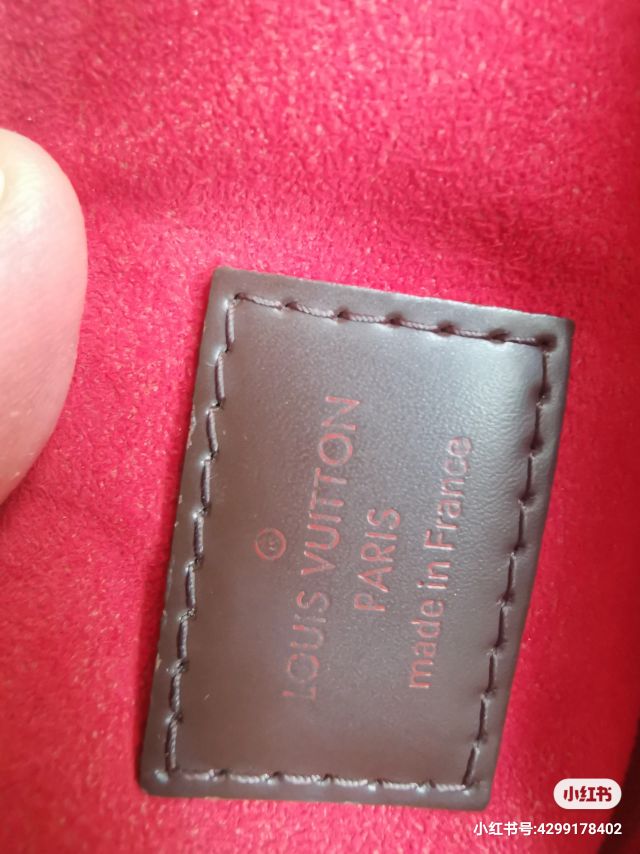 ®
LOUIS VUITTON
PARIS
made in France
小红书
小红书号:4299178402